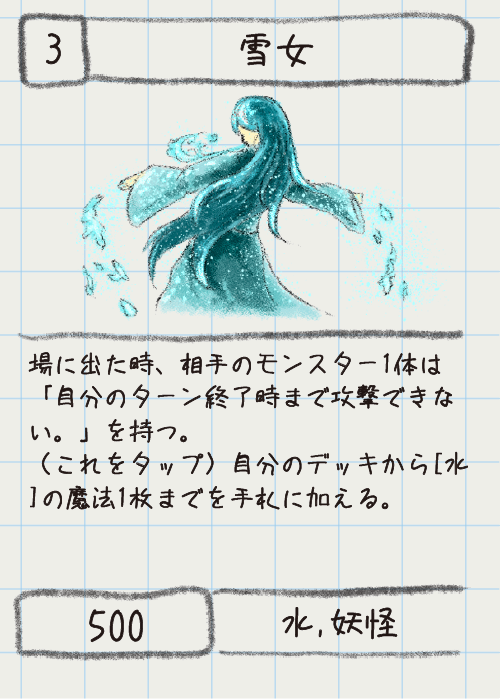 3
雪女
場に出た時、相手のモンスター1体は
「自分のターン終了時まで攻撃できな
い。」を持つ。
（これをタップ）自分のデッキから[水
]の魔法1枚までを手札に加える。
500
水,妖怪